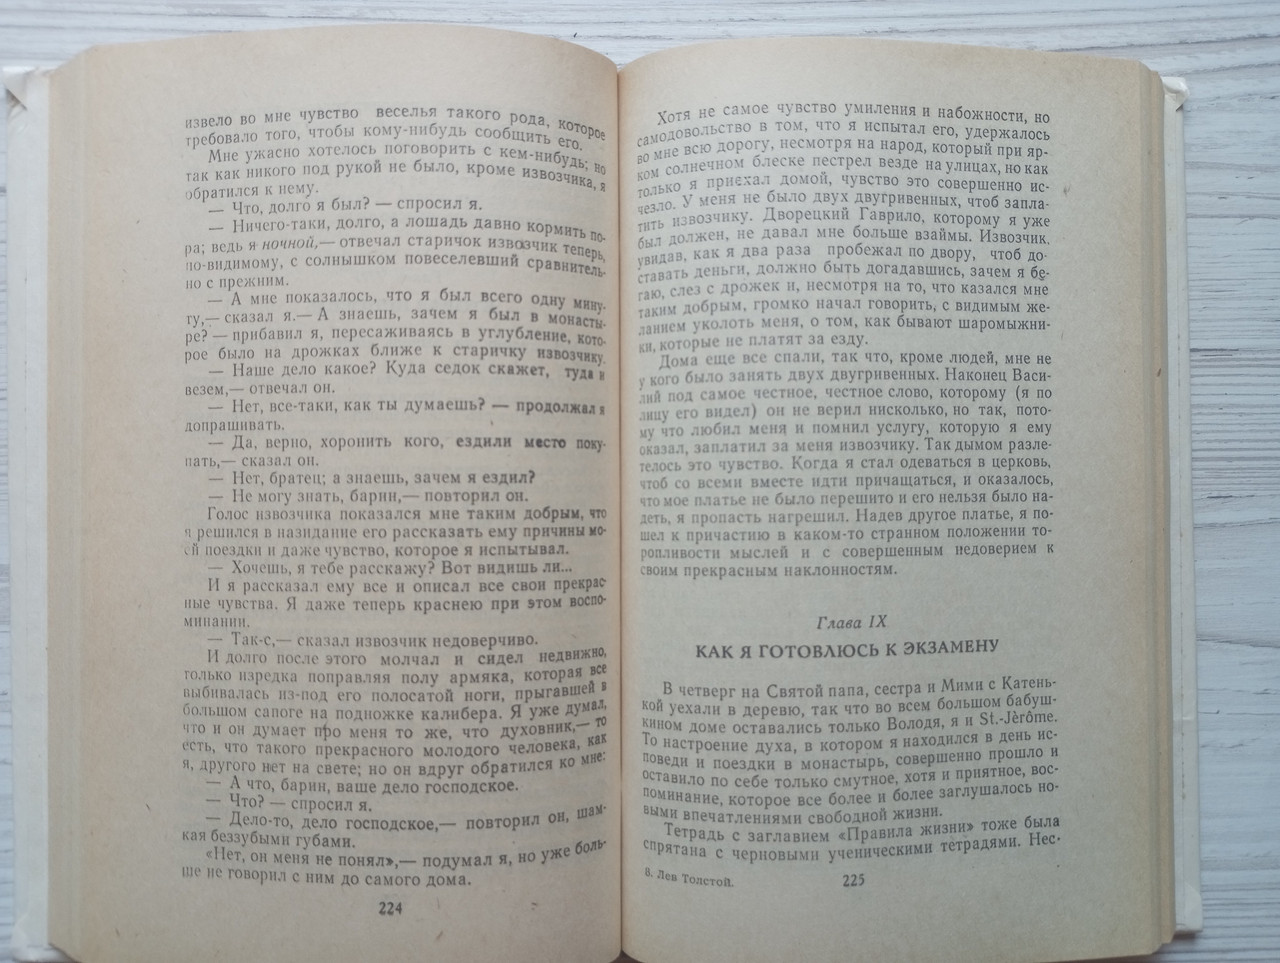 извело во мне чувство веселья такого рода, которое
требовало того, чтобы кому-нибудь сообщить его.
Мне ужасно хотелось поговорить с кем-нибудь; но
так как никого под рукой не было, кроме извозчика, я
обратился к нему.
— Что, долго я был? — спросил я.
— Ничего-таки, долго, а лошадь давно кормить по-
ра; ведь я ночной,— отвечал старичок извозчик теперь,
по-видимому, с солнышком повеселевший сравнитель-
но с прежним.
— А мне показалось, что я был всего одну мину-
ту,— сказал я.— А знаешь, зачем я был в монасты-
ре? — прибавил я, пересаживаясь в углубление, кото-
рое было на дрожках ближе к старичку извозчику.
— Наше дело какое? Куда седок скажет, туда и
везем,— отвечал он.
— Нет, все-таки, как ты думаешь? — продолжал я
допрашивать.
— Да, верно, хоронить кого, ездили место поку-
пать,— сказал он.
— Нет, братец; а знаешь, зачем я ездил?
— Не могу знать, барин,— повторил он.
Голос извозчика показался мне таким добрым, что
я решился в назидание его рассказать ему причины мо-
ей поездки и даже чувство, которое я испытывал.
— Хочешь, я тебе расскажу? Вот видишь ли...
И я рассказал ему все и описал все свои прекрас-
ные чувства. Я даже теперь краснею при этом воспо-
минании.
— Так-с,— сказал извозчик недоверчиво.
И долго после этого молчал и сидел недвижно,
только изредка поправляя полу армяка, которая все
выбивалась из-под его полосатой ноги, прыгавшей в
большом сапоге на подножке калибера. Я уже думал,
что и он думает про меня то же, что духовник,— то
есть, что такого прекрасного молодого человека, как
я, другого нет на свете; но он вдруг обратился ко мне:
— А что, барин, ваше дело господское.
— Что? — спросил я.
— Дело-то, дело господское,— повторил он, шам-
кая беззубыми губами.
«Нет, он меня не понял»,— подумал я, но уже боль-
ше не говорил с ним до самого дома.
224
Хотя не самое чувство умиления и набожности, но
самодовольство в том, что я испытал его, удержалось
во мне всю дорогу, несмотря на народ, который при яр-
ком солнечном блеске пестрел везде на улицах, но как
только я приехал домой, чувство это совершенно ис-
чезло. У меня не было двух двугривенных, чтоб запла-
тить извозчику. Дворецкий Гаврило, которому я уже
был должен, не давал мне больше взаймы. Извозчик,
увидав, как я два раза пробежал по двору, чтоб до-
ставать деньги, должно быть догадавшись, зачем я бе-
гаю, слез с дрожек и, несмотря на то, что казался мне
таким добрым, громко начал говорить, с видимым же-
ланием уколоть меня, о том, как бывают шаромыжни-
ки, которые не платят за езду.
Дома еще все спали, так что, кроме людей, мне не
у кого было занять двух двугривенных. Наконец Васи-
лий под самое честное, честное слово, которому (я по
лицу его видел) он не верил нисколько, но так, пото-
му что любил меня и помнил услугу, которую я ему
оказал, заплатил за меня извозчику. Так дымом разле-
телось это чувство. Когда я стал одеваться в церковь,
чтоб со всеми вместе идти причащаться, и оказалось,
что мое платье не было перешито и его нельзя было на-
деть, я пропасть нагрешил. Надев другое платье, я по-
шел к причастию в каком-то странном положении то-
ропливости мыслей и с совершенным недоверием к
своим прекрасным наклонностям.
Глава IX
КАК Я ГОТОВЛЮСЬ К ЭКЗАМЕНУ
В четверг на Святой папа, сестра и Мими с Катень-
кой уехали в деревню, так что во всем большом бабуш-
кином доме оставались только Володя, я и St.-Jèrôme.
То настроение духа, в котором я находился в день ис-
поведи и поездки в монастырь, совершенно прошло и
оставило по себе только смутное, хотя и приятное, вос-
поминание, которое все более и более заглушалось но-
выми впечатлениями свободной жизни.
Тетрадь с заглавием «Правила жизни» тоже была
спрятана с черновыми ученическими тетрадями. Нес-
8. Лев Толстой.
225